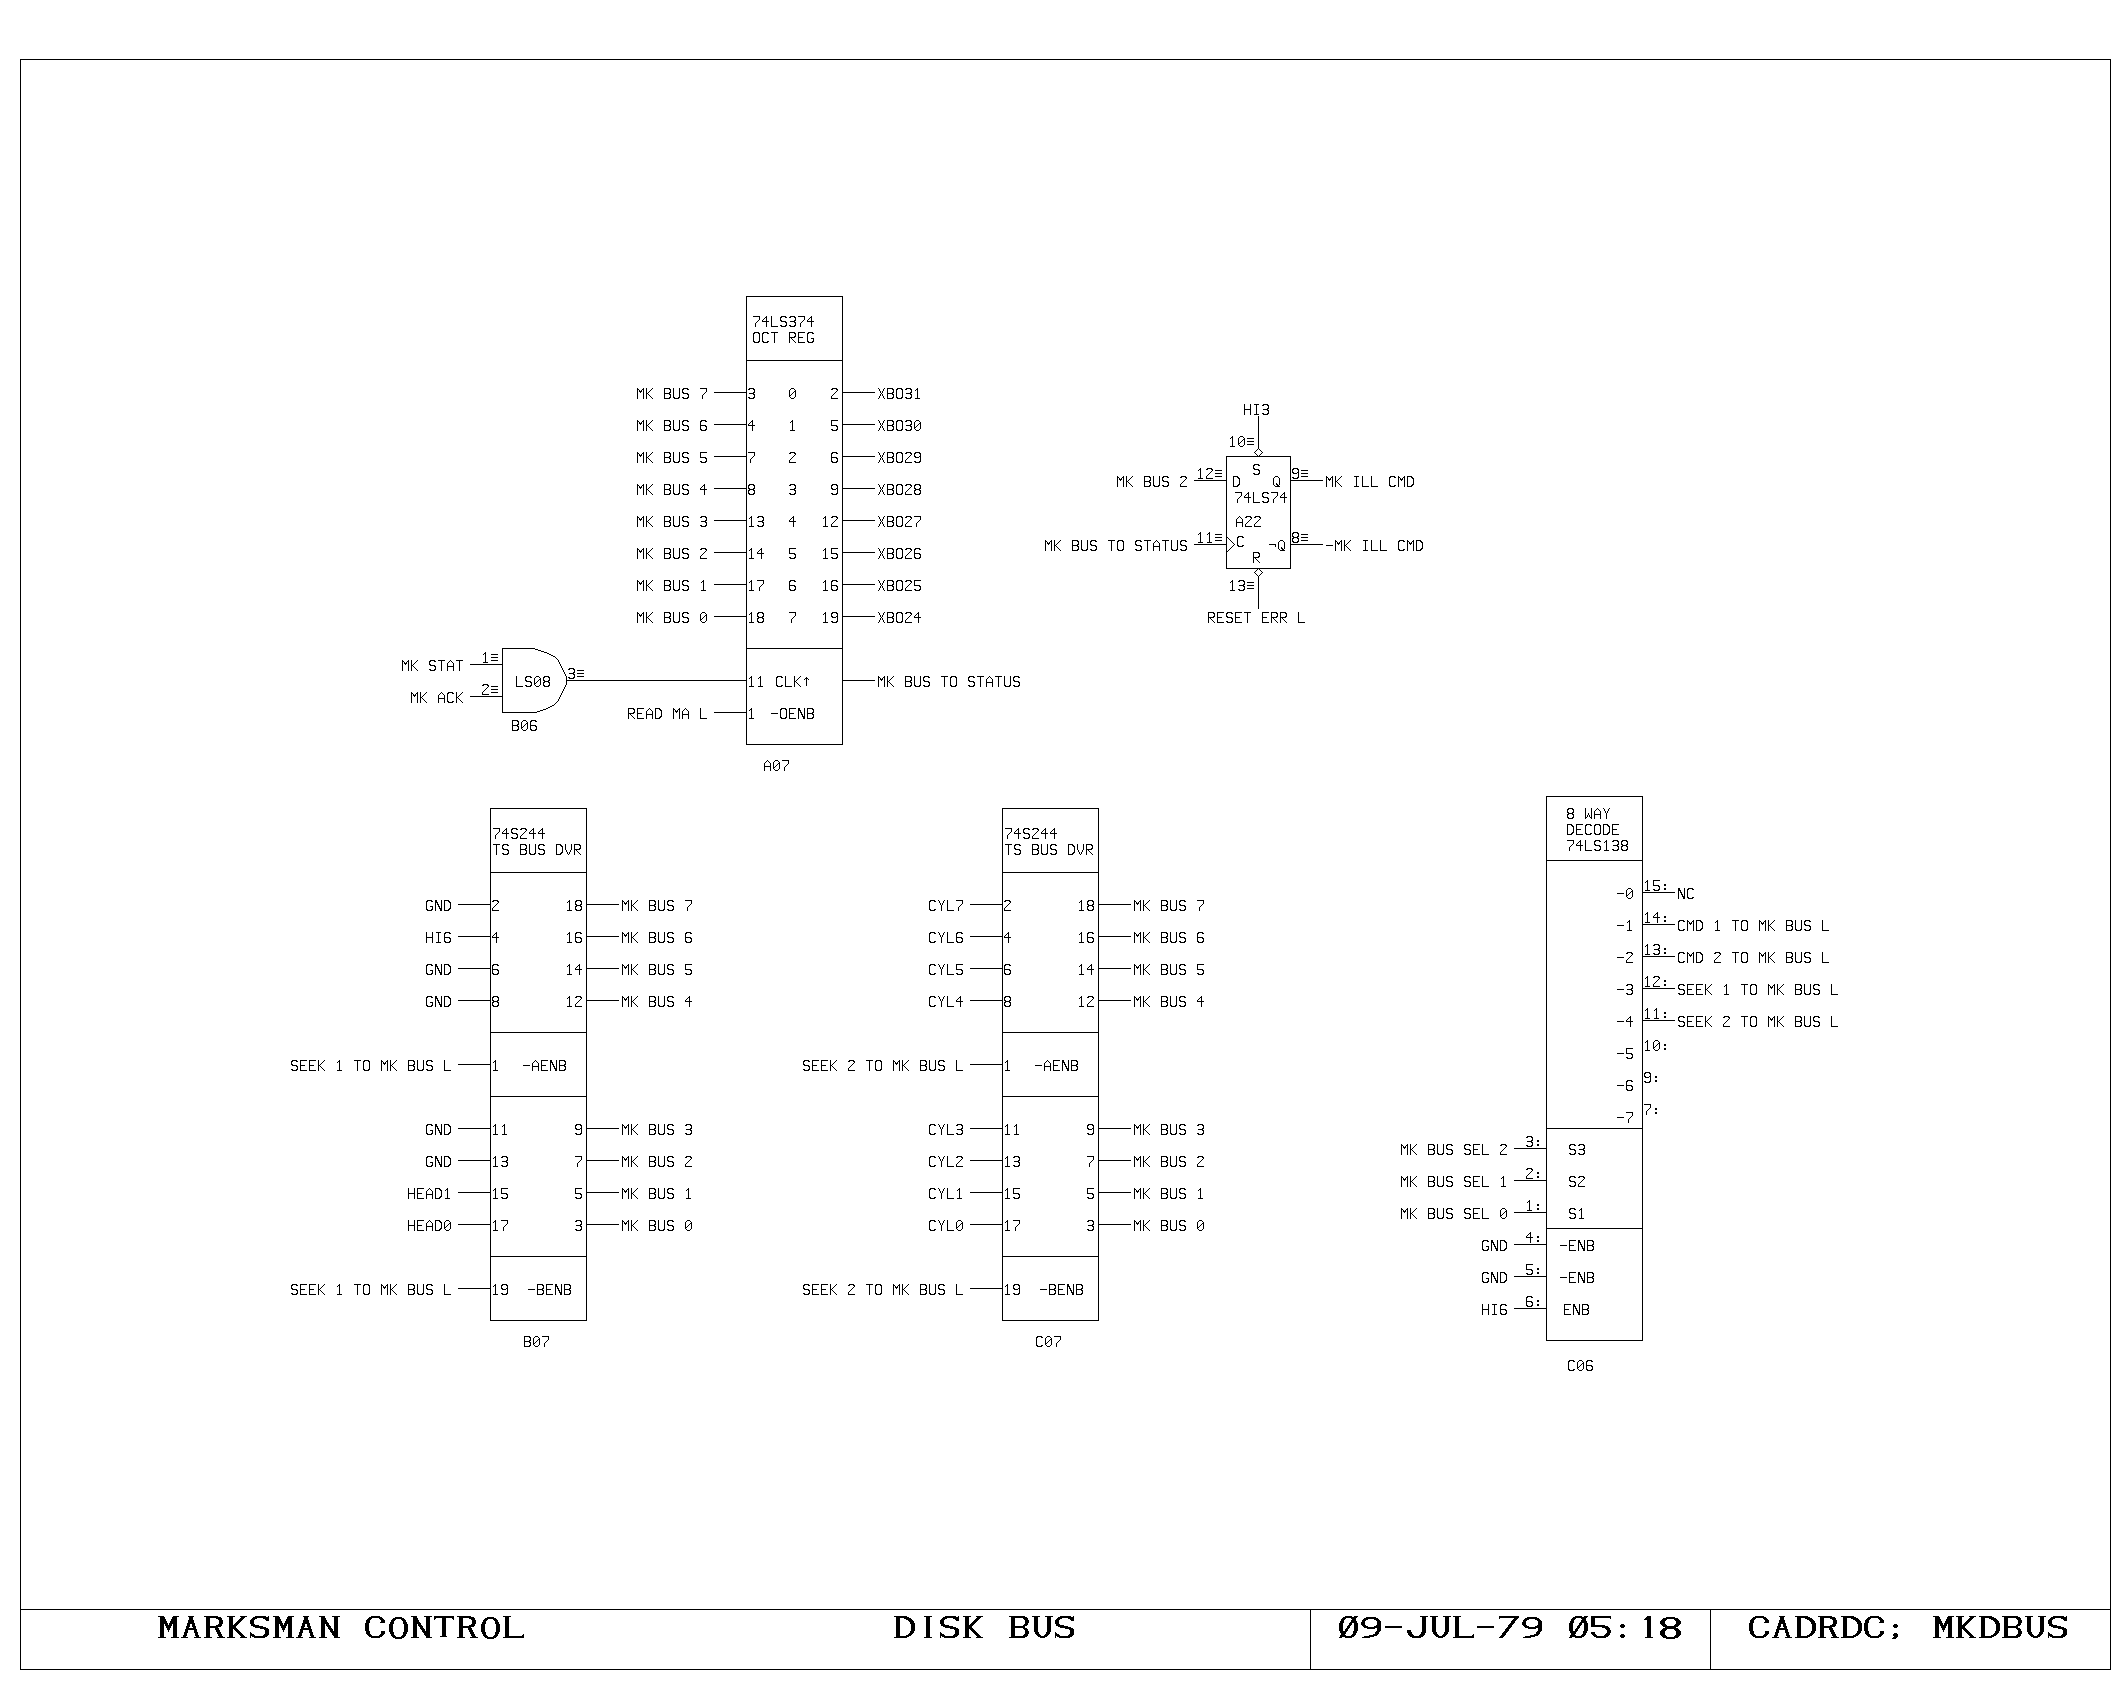 74LS374
OCT REG
MK BUS 7 3 0 2 XBO31
MK BUS 6 4 1 5 XBO30
MK BUS 5 7 2 6 XBO29
MK BUS 4 8 3 9 XBO28
MK BUS 3 13 4 12 XBO27
MK BUS 2 14 5 15 XBO26
MK BUS 1 17 6 16 XBO25
MK BUS 0 18 7 19 XBO24
MK STAT 1≡
LS08 3≡ 11 CLK↑ MK BUS TO STATUS
MK ACK 2≡
B06
READ MA L 1 -OENB
A07
HI3
10≡
S
MK BUS 2 12≡ D Q 9≡ MK ILL CMD
74LS74
A22
MK BUS TO STATUS 11≡ C ¬Q 8≡ -MK ILL CMD
R
13≡
RESET ERR L
74S244
TS BUS DVR
GND 2 18 MK BUS 7
HI6 4 16 MK BUS 6
GND 6 14 MK BUS 5
GND 8 12 MK BUS 4
SEEK 1 TO MK BUS L 1 -AENB
GND 11 9 MK BUS 3
GND 13 7 MK BUS 2
HEAD1 15 5 MK BUS 1
HEAD0 17 3 MK BUS 0
SEEK 1 TO MK BUS L 19 -BENB
B07
74S244
TS BUS DVR
CYL7 2 18 MK BUS 7
CYL6 4 16 MK BUS 6
CYL5 6 14 MK BUS 5
CYL4 8 12 MK BUS 4
SEEK 2 TO MK BUS L 1 -AENB
CYL3 11 9 MK BUS 3
CYL2 13 7 MK BUS 2
CYL1 15 5 MK BUS 1
CYL0 17 3 MK BUS 0
SEEK 2 TO MK BUS L 19 -BENB
C07
8 WAY
DECODE
74LS138
-0 15: NC
-1 14: CMD 1 TO MK BUS L
-2 13: CMD 2 TO MK BUS L
-3 12: SEEK 1 TO MK BUS L
-4 11: SEEK 2 TO MK BUS L
-5 10:
-6 9:
-7 7:
MK BUS SEL 2 3: S3
MK BUS SEL 1 2: S2
MK BUS SEL 0 1: S1
GND 4: -ENB
GND 5: -ENB
HI6 6: ENB
C06
MARKSMAN CONTROL
DISK BUS
09-JUL-79 05:18
CADRDC; MKDBUS